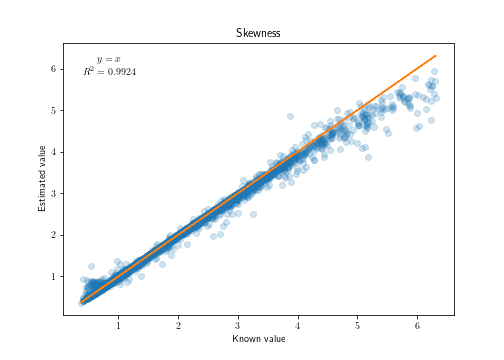 Skewness
y = x
R² = 0.9924
6
5
4
3
2
1
Estimated value
1 2 3 4 5 6
Known value